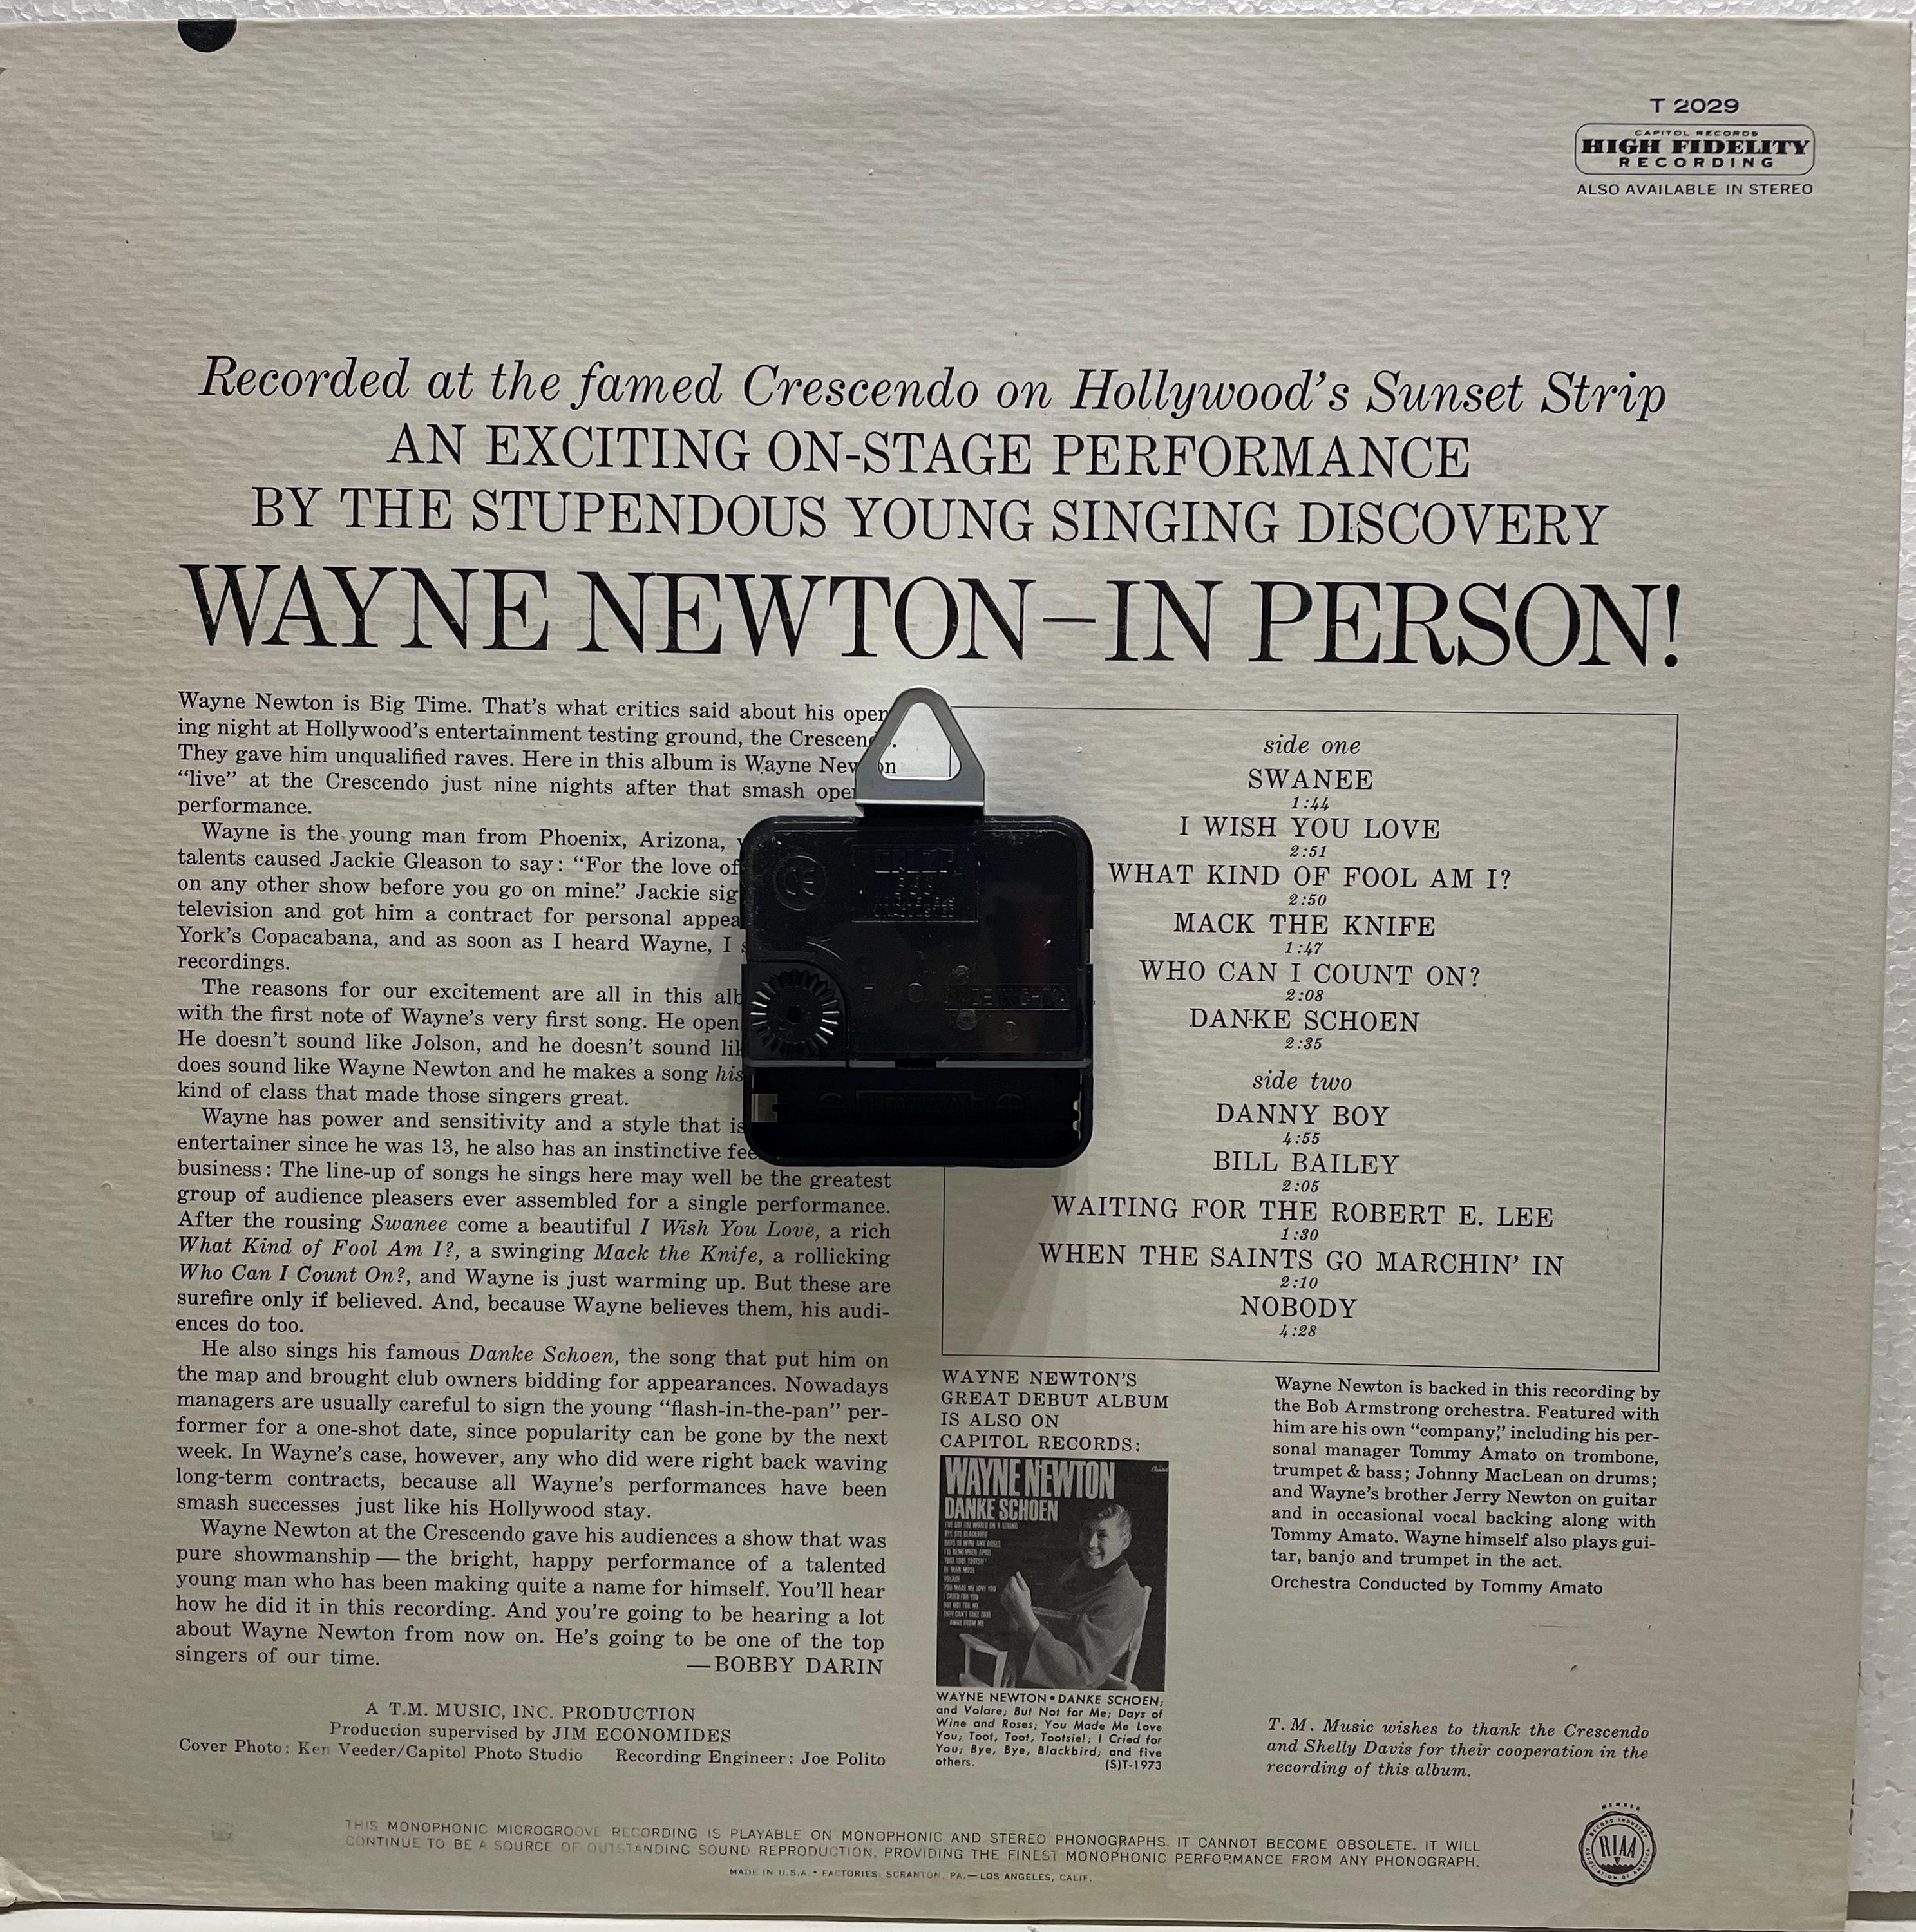 T 2029
CAPITOL RECORDS
HIGH FIDELITY
RECORDING
ALSO AVAILABLE IN STEREO
Recorded at the famed Crescendo on Hollywood's Sunset Strip
AN EXCITING ON-STAGE PERFORMANCE
BY THE STUPENDOUS YOUNG SINGING DISCOVERY
WAYNE NEWTON–IN PERSON!
Wayne Newton is Big Time. That's what critics said about his open
ing night at Hollywood's entertainment testing ground, the Crescen
They gave him unqualified raves. Here in this album is Wayne New on
"live" at the Crescendo just nine nights after that smash ope
performance.
Wayne is the young man from Phoenix, Arizona,
talents caused Jackie Gleason to say: "For the love of
on any other show before you go on mine." Jackie sig
television and got him a contract for personal appea
York's Copacabana, and as soon as I heard Wayne, I s
recordings.
The reasons for our excitement are all in this alb
with the first note of Wayne's very first song. He open
He doesn't sound like Jolson, and he doesn't sound lik
does sound like Wayne Newton and he makes a song his
kind of class that made those singers great.
Wayne has power and sensitivity and a style that is
entertainer since he was 13, he also has an instinctive fee
business: The line-up of songs he sings here may well be the greatest
group of audience pleasers ever assembled for a single performance.
After the rousing Swanee come a beautiful I Wish You Love, a rich
What Kind of Fool Am I?, a swinging Mack the Knife, a rollicking
Who Can I Count On?, and Wayne is just warming up. But these are
surefire only if believed. And, because Wayne believes them, his audi-
ences do too.
He also sings his famous Danke Schoen, the song that put him on
the map and brought club owners bidding for appearances. Nowadays
managers are usually careful to sign the young "flash-in-the-pan" per-
former for a one-shot date, since popularity can be gone by the next
week. In Wayne's case, however, any who did were right back waving
long-term contracts, because all Wayne's performances have been
smash successes just like his Hollywood stay.
Wayne Newton at the Crescendo gave his audiences a show that was
pure showmanship — the bright, happy performance of a talented
young man who has been making quite a name for himself. You'll hear
how he did it in this recording. And you're going to be hearing a lot
about Wayne Newton from now on. He's going to be one of the top
singers of our time.
—BOBBY DARIN
A T.M. MUSIC, INC. PRODUCTION
Production supervised by JIM ECONOMIDES
Cover Photo: Ken Veeder/Capitol Photo Studio Recording Engineer: Joe Polito
side one
SWANEE
1:44
I WISH YOU LOVE
2:51
WHAT KIND OF FOOL AM I?
2:50
MACK THE KNIFE
1:47
WHO CAN I COUNT ON?
2:08
DANKE SCHOEN
2:35
side two
DANNY BOY
4:55
BILL BAILEY
2:05
WAITING FOR THE ROBERT E. LEE
1:30
WHEN THE SAINTS GO MARCHIN' IN
2:10
NOBODY
4:28
WAYNE NEWTON'S
GREAT DEBUT ALBUM
IS ALSO ON
CAPITOL RECORDS:
WAYNE NEWTON
DANKE SCHOEN
WAYNE NEWTON • DANKE SCHOEN;
and Volare; But Not for Me; Days of
Wine and Roses; You Made Me Love
You; Toot, Toot, Tootsie!; I Cried for
You; Bye, Bye, Blackbird; and five
others. (S)T-1973
Wayne Newton is backed in this recording by
the Bob Armstrong orchestra. Featured with
him are his own "company," including his per-
sonal manager Tommy Amato on trombone,
trumpet & bass; Johnny MacLean on drums;
and Wayne's brother Jerry Newton on guitar
and in occasional vocal backing along with
Tommy Amato. Wayne himself also plays gui-
tar, banjo and trumpet in the act.
Orchestra Conducted by Tommy Amato
T. M. Music wishes to thank the Crescendo
and Shelly Davis for their cooperation in the
recording of this album.
THIS MONOPHONIC MICROGROOVE RECORDING IS PLAYABLE ON MONOPHONIC AND STEREO PHONOGRAPHS. IT CANNOT BECOME OBSOLETE. IT WILL
CONTINUE TO BE A SOURCE OF OUTSTANDING SOUND REPRODUCTION, PROVIDING THE FINEST MONOPHONIC PERFORMANCE FROM ANY PHONOGRAPH.
MADE IN U.S.A. • FACTORIES: SCRANTON, PA.—LOS ANGELES, CALIF.
MEMBER
RECORD INDUSTRY
RIAA
ASSOCIATION OF AMERICA